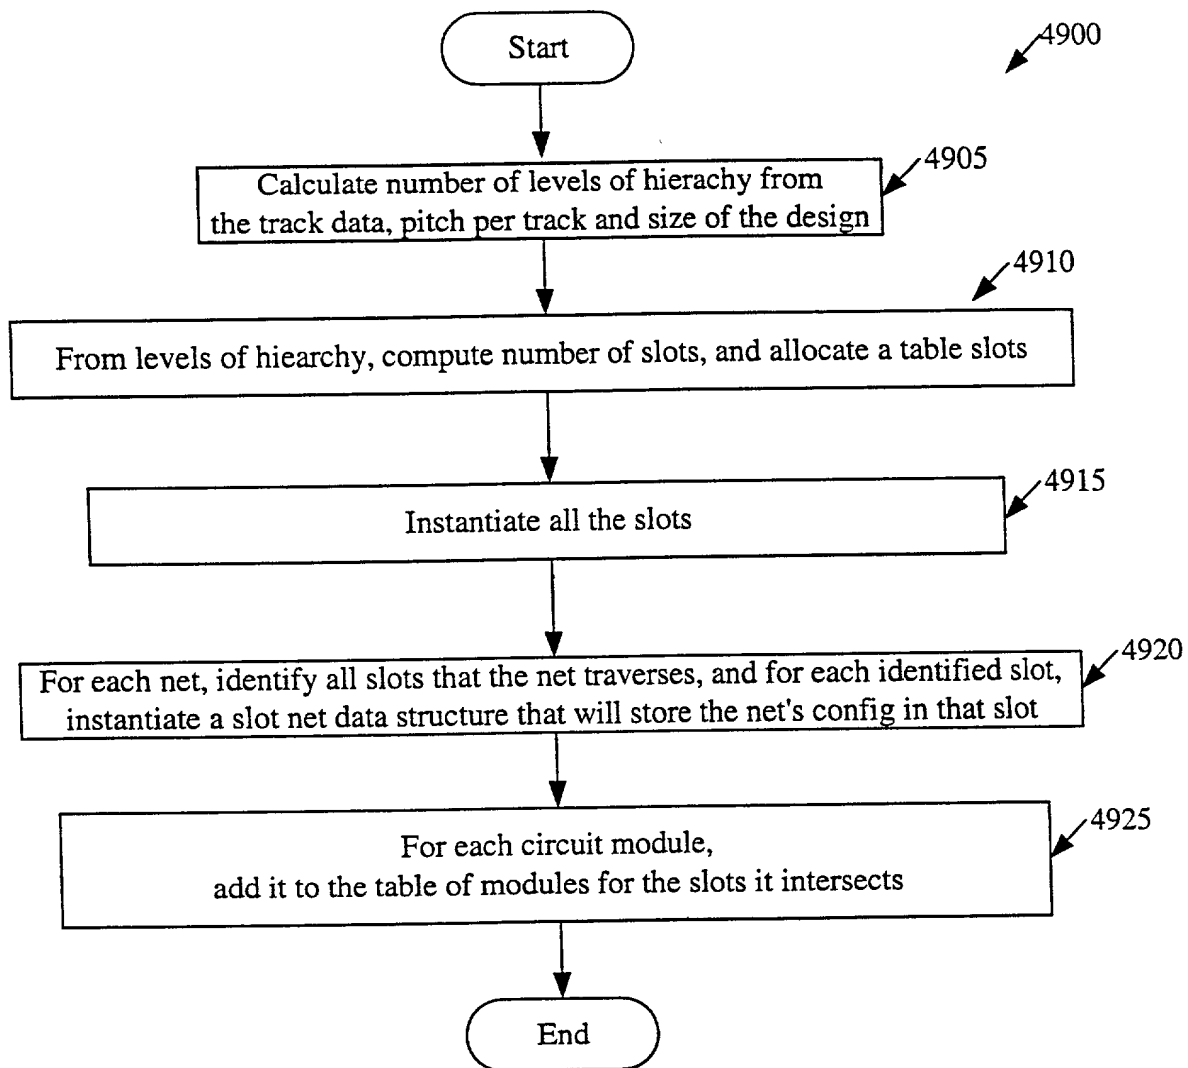 Start
4900
4905
Calculate number of levels of hierachy from
the track data, pitch per track and size of the design
4910
From levels of hiearchy, compute number of slots, and allocate a table slots
4915
Instantiate all the slots
4920
For each net, identify all slots that the net traverses, and for each identified slot,
instantiate a slot net data structure that will store the net's config in that slot
4925
For each circuit module,
add it to the table of modules for the slots it intersects
End